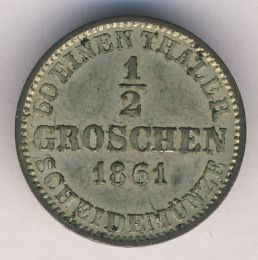 60 EINEN THALER
1/2
GROSCHEN
1861
SCHEIDEMÜNZE